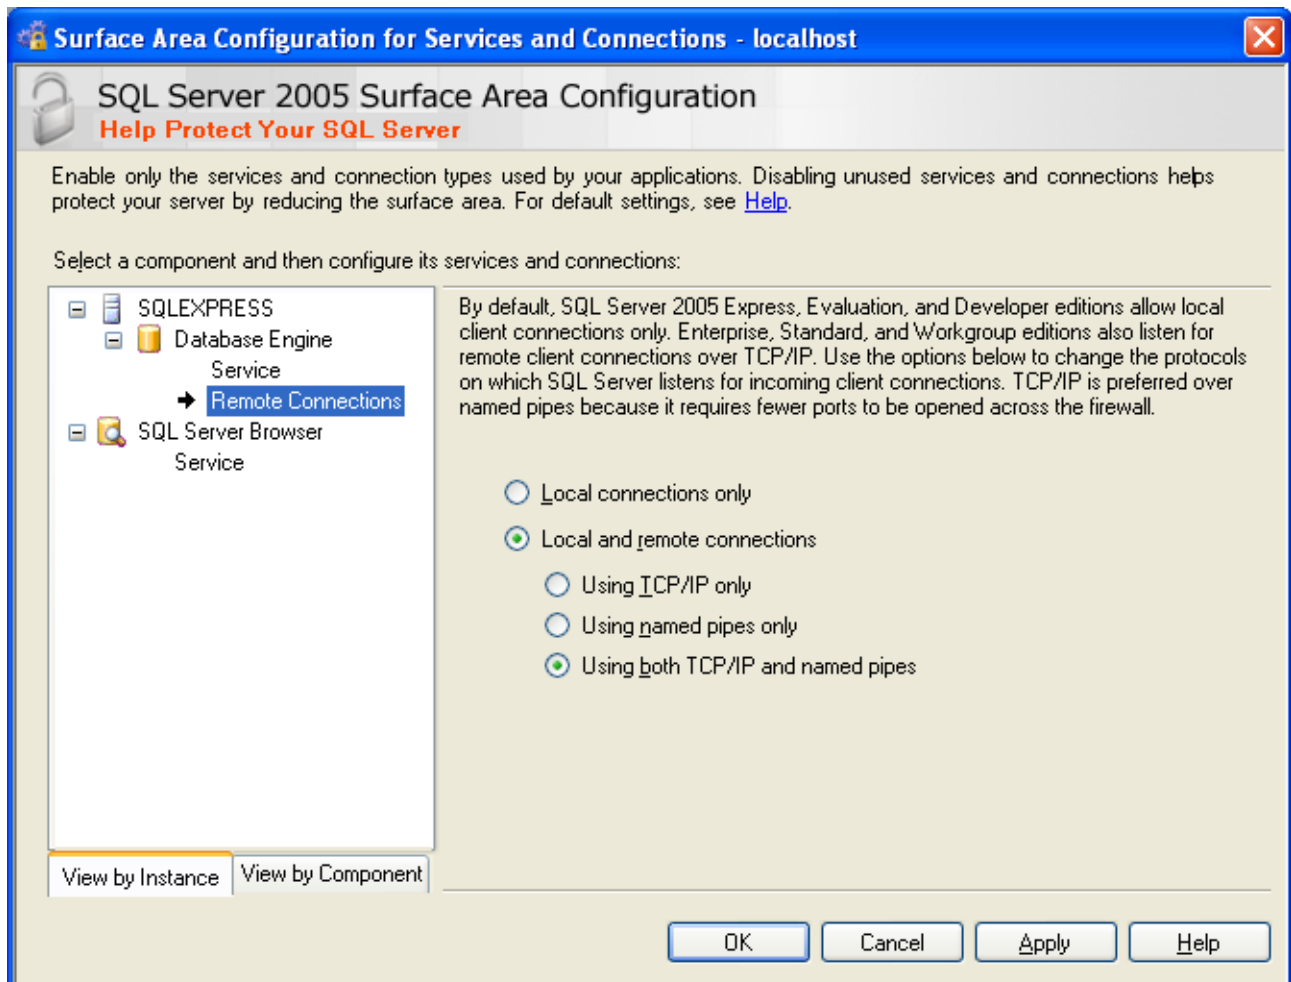 Surface Area Configuration for Services and Connections - localhost
SQL Server 2005 Surface Area Configuration
Help Protect Your SQL Server
Enable only the services and connection types used by your applications. Disabling unused services and connections helps
protect your server by reducing the surface area. For default settings, see Help.
Select a component and then configure its services and connections:
SQLEXPRESS
Database Engine
Service
Remote Connections
SQL Server Browser
Service
By default, SQL Server 2005 Express, Evaluation, and Developer editions allow local
client connections only. Enterprise, Standard, and Workgroup editions also listen for
remote client connections over TCP/IP. Use the options below to change the protocols
on which SQL Server listens for incoming client connections. TCP/IP is preferred over
named pipes because it requires fewer ports to be opened across the firewall.
Local connections only
Local and remote connections
Using TCP/IP only
Using named pipes only
Using both TCP/IP and named pipes
View by Instance
View by Component
OK
Cancel
Apply
Help